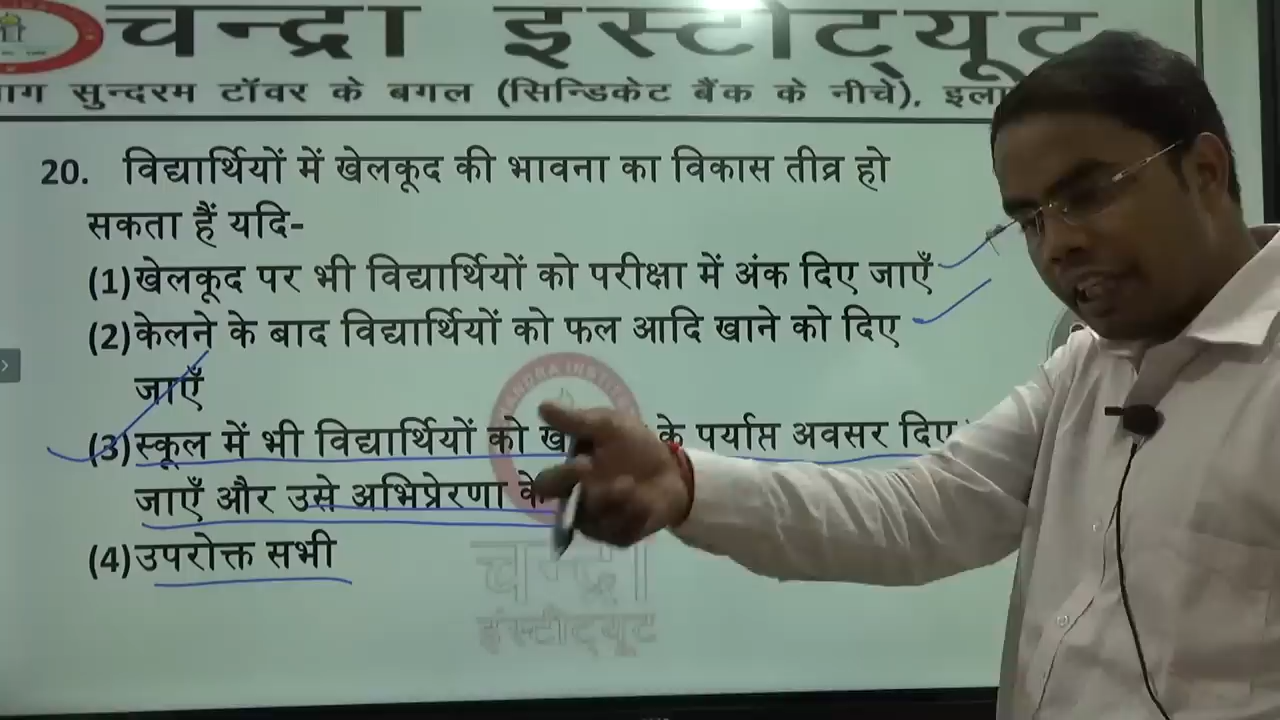 चन्द्रा इंस्टीट्यूट
सुन्दरम टॉवर के बगल (सिन्डिकेट बैंक के नीचे),
20. विद्यार्थियों में खेलकूद की भावना का विकास तीव्र हो
सकता हैं यदि-
(1)खेलकूद पर भी विद्यार्थियों को परीक्षा में अंक दिए जाएँ
(2)केलने के बाद विद्यार्थियों को फल आदि खाने को दिए
जाएँ
(3)स्कूल में भी विद्यार्थियों को के पर्याप्त अवसर दिए
जाएँ और उसे अभिप्रेरणा
(4)उपरोक्त सभी
चन्द्रा
इंस्टीट्यूट